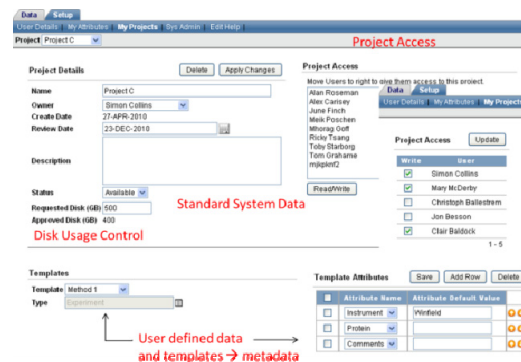 Data Setup
User Details | My Attributes | My Projects | Sys Admin | Edit Help |
Project Project C
Project Access
Project Details
Delete Apply Changes
Name Project C
Owner Simon Collins
Create Date 27-APR-2010
Review Date 23-DEC-2010
Description
Status Available
Requested Disk (GB) 500
Approved Disk (GB) 400
Standard System Data
Disk Usage Control
Project Access
Move Users to right to give them access to this project.
Alan Roseman
Alex Carisey
June Finch
Meik Poschen
Mhorag Goff
Ricky Tsang
Toby Starborg
Tom Grahame
Read/Write
Data Setup
User Details | My Attributes | My Projects
Project Access Update
Write User
Simon Collins
Mary McDerby
Christoph Ballestrem
Jon Besson
Clair Baldock
1 - 5
Templates
Template Method 1
Type Experiment
User defined data
and templates → metadata
Template Attributes Save Add Row Delete
Attribute Name Attribute Default Value
Instrument Winfield
Protein
Comments